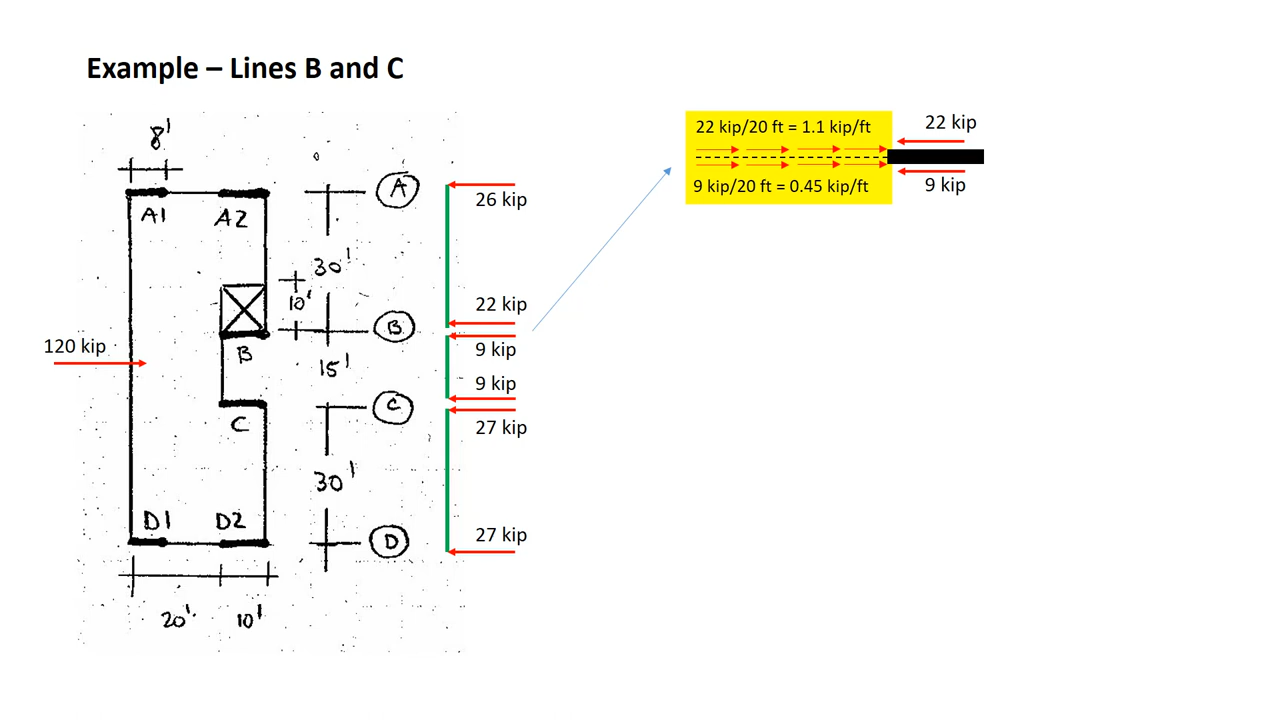 Example – Lines B and C
8'
A1
A2
30'
10'
B
15'
C
30'
D1
D2
20'
10'
A
B
C
D
120 kip
26 kip
22 kip
9 kip
9 kip
27 kip
27 kip
22 kip/20 ft = 1.1 kip/ft
9 kip/20 ft = 0.45 kip/ft
22 kip
9 kip